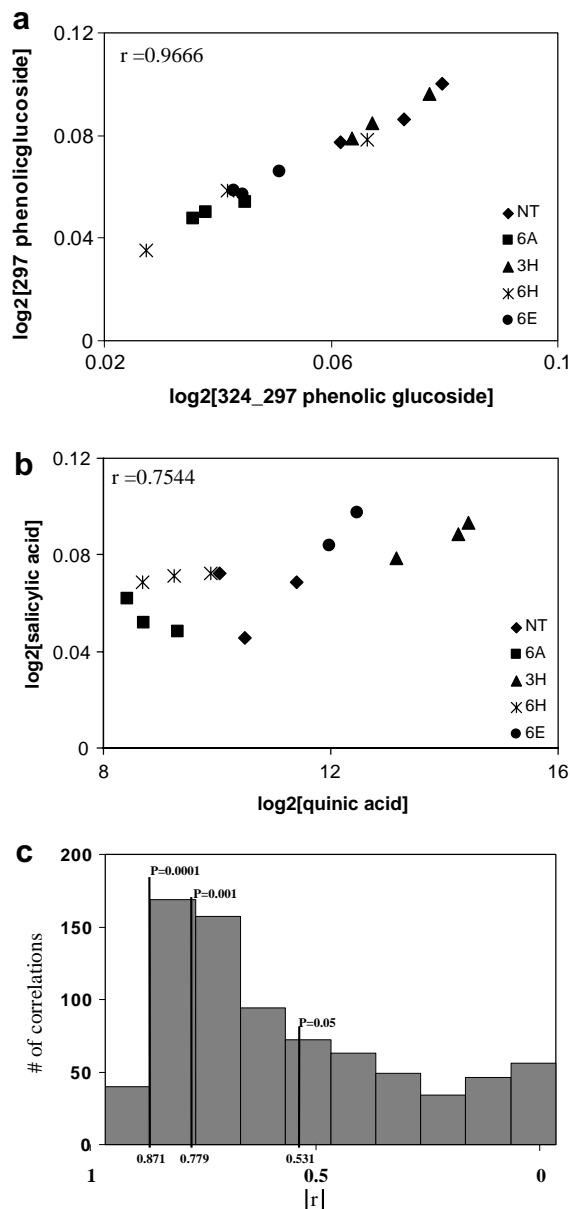 a
r =0.9666
log2[297 phenolicglucoside]
0.12
0.08
0.04
0
0.02
0.06
0.1
log2[324_297 phenolic glucoside]
NT
6A
3H
6H
6E
b
r =0.7544
log2[salicylic acid]
0.12
0.08
0.04
0
8
12
16
log2[quinic acid]
NT
6A
3H
6H
6E
c
# of correlations
200
150
100
50
0
P=0.0001
P=0.001
P=0.05
0.871
0.779
0.531
1
0.5
0
|r|